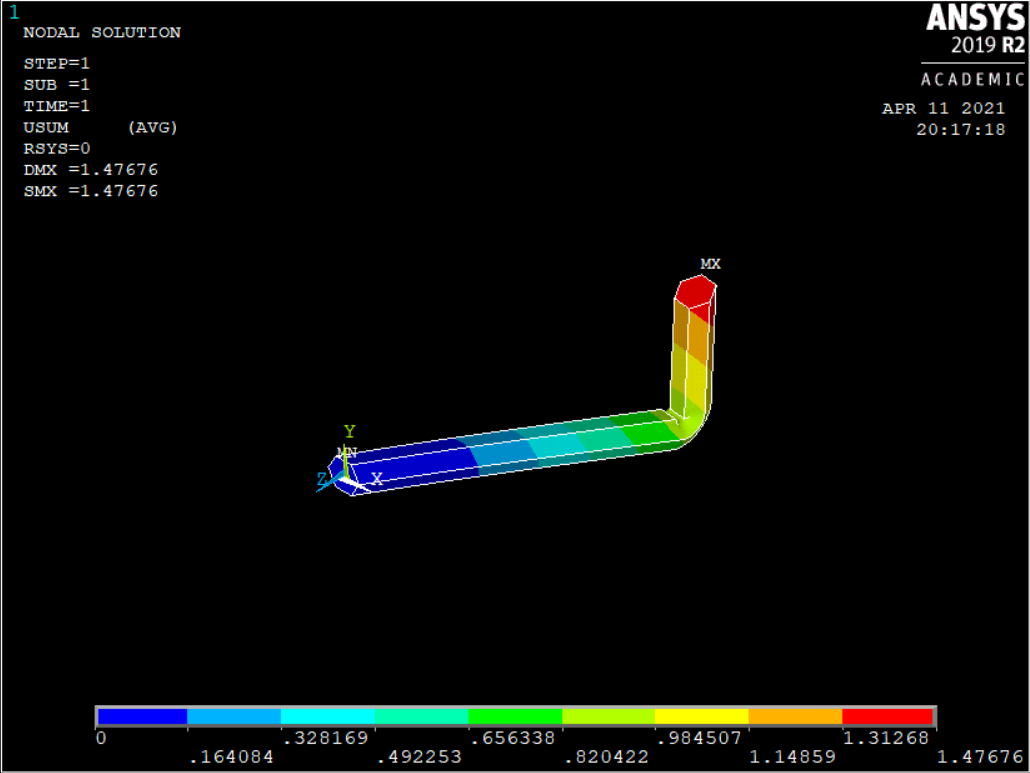 1
NODAL SOLUTION
STEP=1
SUB =1
TIME=1
USUM (AVG)
RSYS=0
DMX =1.47676
SMX =1.47676
ANSYS
2019 R2
ACADEMIC
APR 11 2021
20:17:18
MX
Y
MN
Z X
0 .328169 .656338 .984507 1.31268
.164084 .492253 .820422 1.14859 1.47676